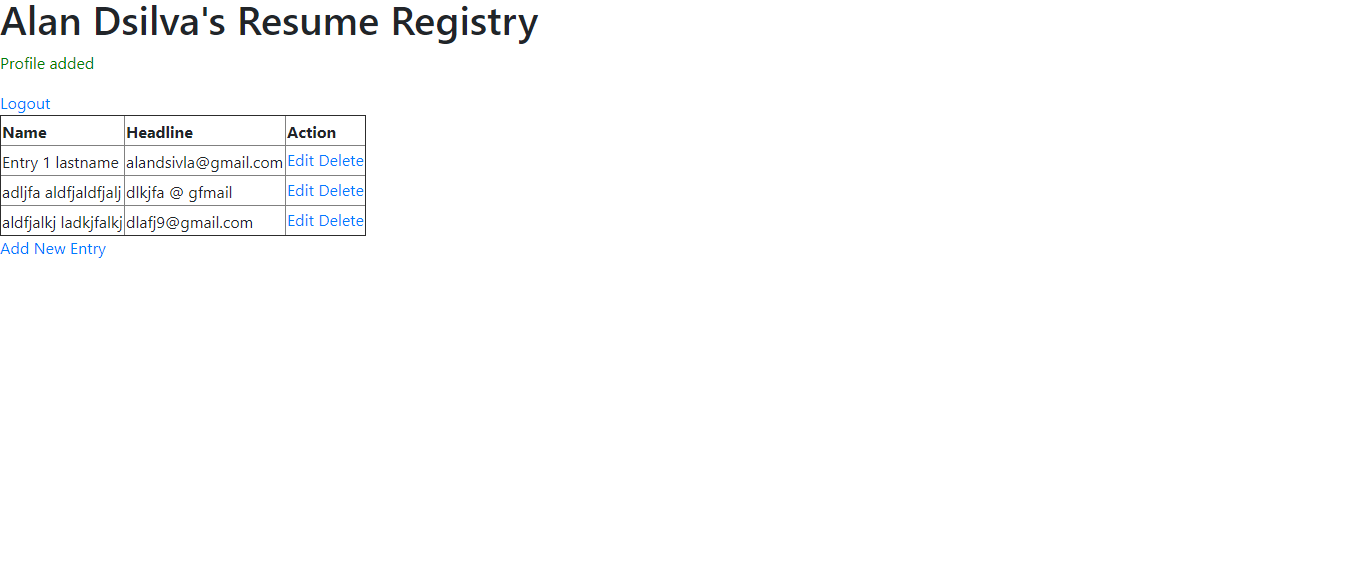 Alan Dsilva's Resume Registry
Profile added
Logout
Name Headline Action
Entry 1 lastname alandsivla@gmail.com Edit Delete
adljfa aldfjaldfjalj dlkjfa @ gfmail Edit Delete
aldfjalkj ladkjfalkj dlafj9@gmail.com Edit Delete
Add New Entry